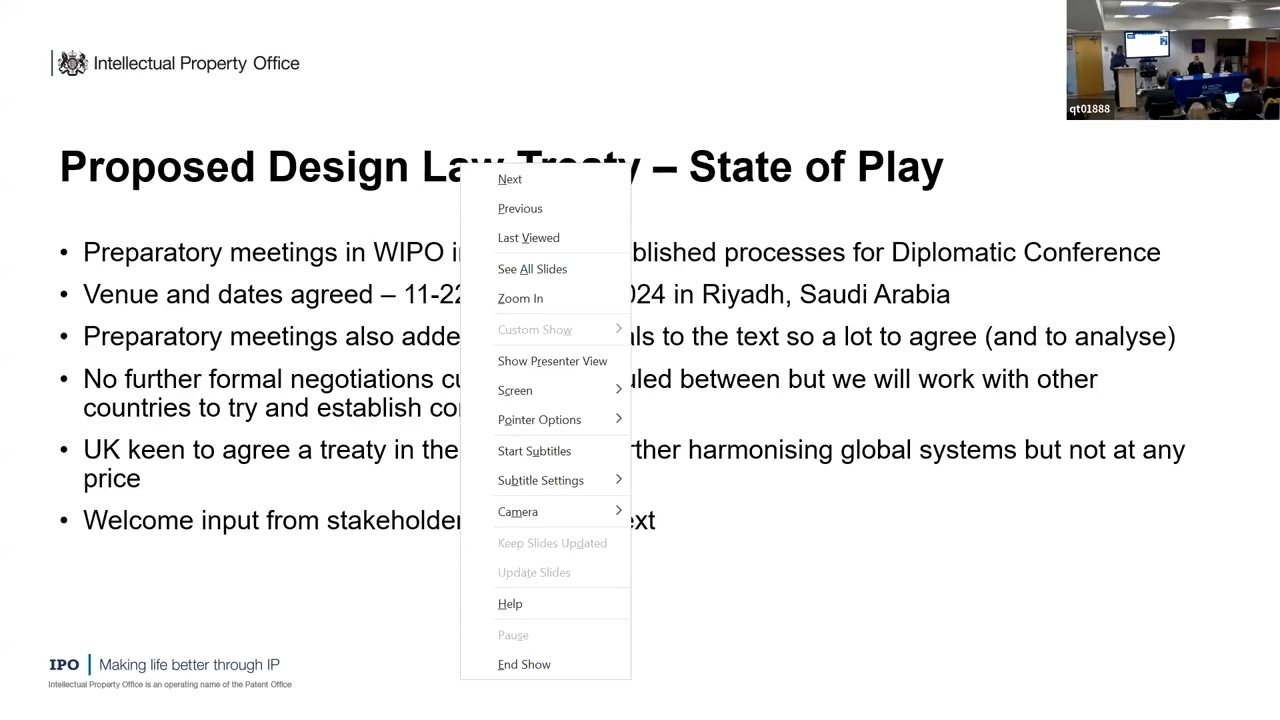 Intellectual Property Office
qt01888
Proposed Design Law Treaty – State of Play
• Preparatory meetings in WIPO blished processes for Diplomatic Conference
• Venue and dates agreed – 11-22 024 in Riyadh, Saudi Arabia
• Preparatory meetings also adde ls to the text so a lot to agree (and to analyse)
• No further formal negotiations cu uled between but we will work with other
countries to try and establish co
• UK keen to agree a treaty in the rther harmonising global systems but not at any
price
• Welcome input from stakeholder ext
Next
Previous
Last Viewed
See All Slides
Zoom In
Custom Show
Show Presenter View
Screen
Pointer Options
Start Subtitles
Subtitle Settings
Camera
Keep Slides Updated
Update Slides
Help
Pause
End Show
IPO | Making life better through IP
Intellectual Property Office is an operating name of the Patent Office